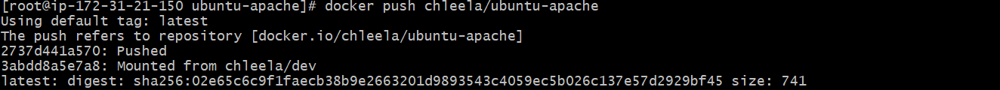 [root@ip-172-31-21-150 ubuntu-apache]# docker push chleela/ubuntu-apache
Using default tag: latest
The push refers to repository [docker.io/chleela/ubuntu-apache]
2737d441a570: Pushed
3abdd8a5e7a8: Mounted from chleela/dev
latest: digest: sha256:02e65c6c9f1faecb38b9e2663201d9893543c4059ec5b026c137e57d2929bf45 size: 741